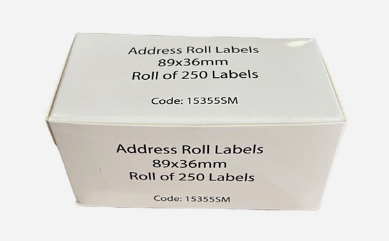 Address Roll Labels
89x36mm
Roll of 250 Labels
Code: 15355SM
Address Roll Labels
89x36mm
Roll of 250 Labels
Code: 15355SM